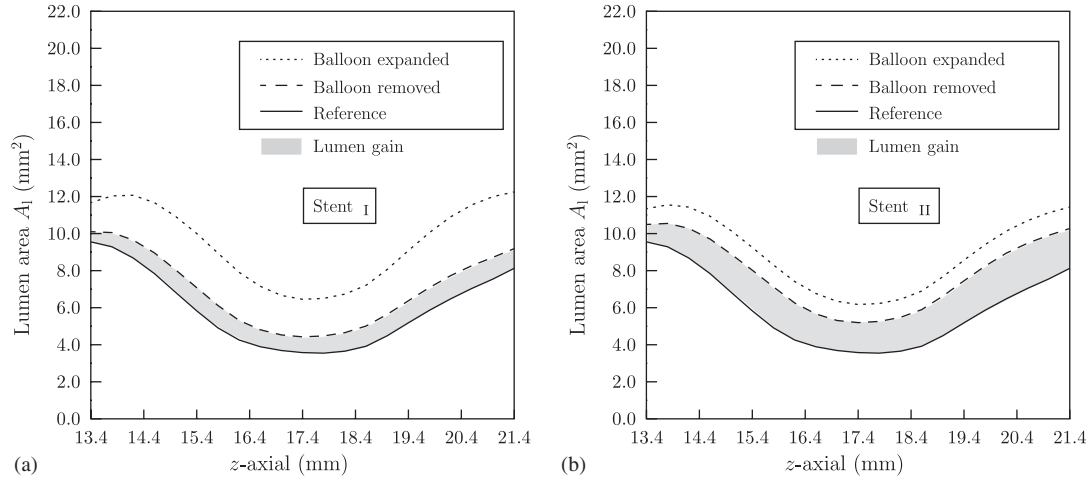 22.0
20.0
18.0
16.0
14.0
12.0
10.0
8.0
6.0
4.0
2.0
0.0
Lumen area A_l (mm²)
Balloon expanded
Balloon removed
Reference
Lumen gain
Stent I
13.4 14.4 15.4 16.4 17.4 18.4 19.4 20.4 21.4
z-axial (mm)
(a)
22.0
20.0
18.0
16.0
14.0
12.0
10.0
8.0
6.0
4.0
2.0
0.0
Lumen area A_l (mm²)
Balloon expanded
Balloon removed
Reference
Lumen gain
Stent II
13.4 14.4 15.4 16.4 17.4 18.4 19.4 20.4 21.4
z-axial (mm)
(b)